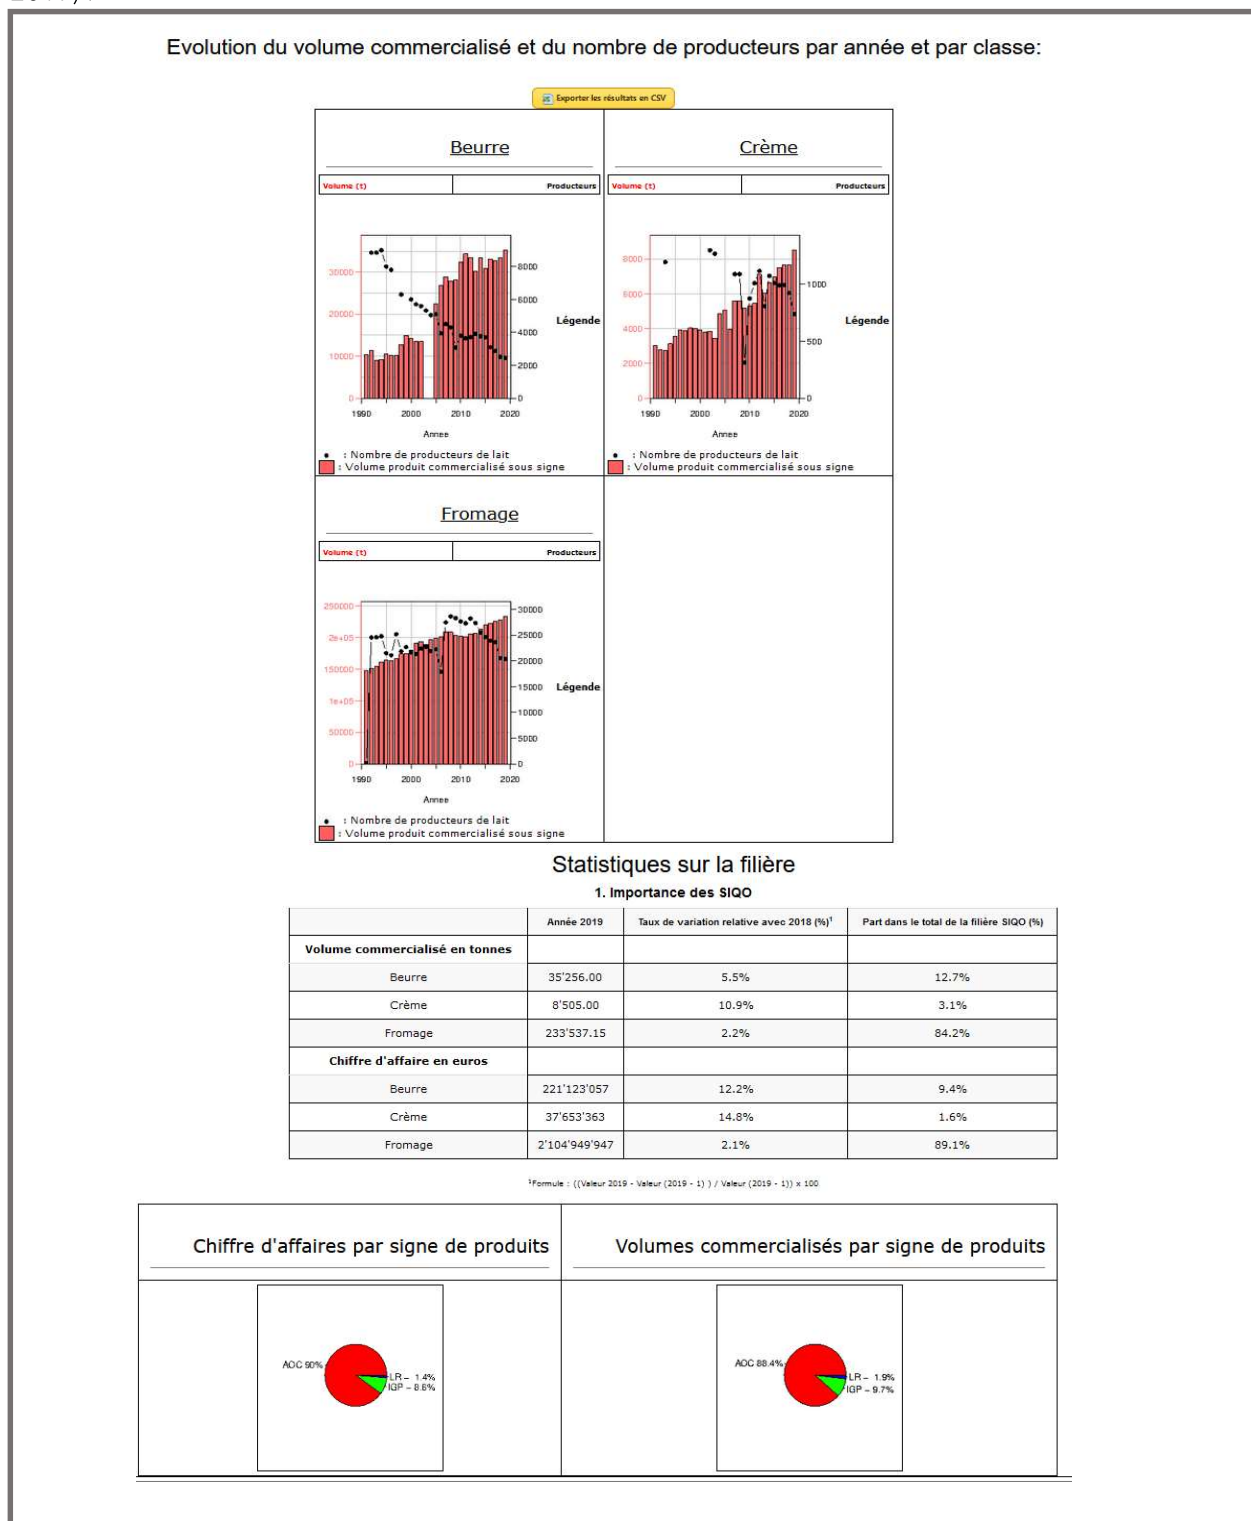 Evolution du volume commercialisé et du nombre de producteurs par année et par classe:
Exporter les résultats en CSV
Beurre
Volume (t) Producteurs
30000
20000
10000
0
8000
6000
4000
2000
0
1990 2000 2010 2020
Annee
Légende
: Nombre de producteurs de lait
: Volume produit commercialisé sous signe
Crème
Volume (t) Producteurs
8000
6000
4000
2000
0
1000
500
0
1990 2000 2010 2020
Annee
Légende
: Nombre de producteurs de lait
: Volume produit commercialisé sous signe
Fromage
Volume (t) Producteurs
250000
2e+05
150000
1e+05
50000
0
30000
25000
20000
15000
10000
5000
0
1990 2000 2010 2020
Annee
Légende
: Nombre de producteurs de lait
: Volume produit commercialisé sous signe
Statistiques sur la filière
1. Importance des SIQO
Année 2019 Taux de variation relative avec 2018 (%)¹ Part dans le total de la filière SIQO (%)
Volume commercialisé en tonnes
Beurre 35'256.00 5.5% 12.7%
Crème 8'505.00 10.9% 3.1%
Fromage 233'537.15 2.2% 84.2%
Chiffre d'affaire en euros
Beurre 221'123'057 12.2% 9.4%
Crème 37'653'363 14.8% 1.6%
Fromage 2'104'949'947 2.1% 89.1%
¹Formule : ((Valeur 2019 - Valeur (2019 - 1) ) / Valeur (2019 - 1)) x 100
Chiffre d'affaires par signe de produits
Volumes commercialisés par signe de produits
AOC 90%
LR – 1.4%
IGP – 8.6%
AOC 88.4%
LR – 1.9%
IGP – 9.7%